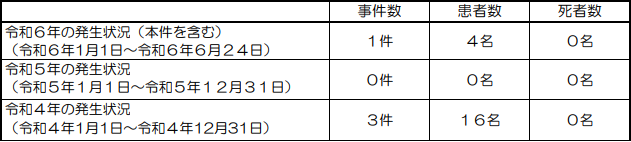 事件数 患者数 死者数
令和６年の発生状況（本件を含む）
（令和６年1月1日～令和６年６月２４日） １件 ４名 ０名
令和５年の発生状況
（令和５年１月１日～令和５年１２月３１日） ０件 ０名 ０名
令和４年の発生状況
（令和４年1月1日～令和４年12月31日） ３件 １６名 ０名